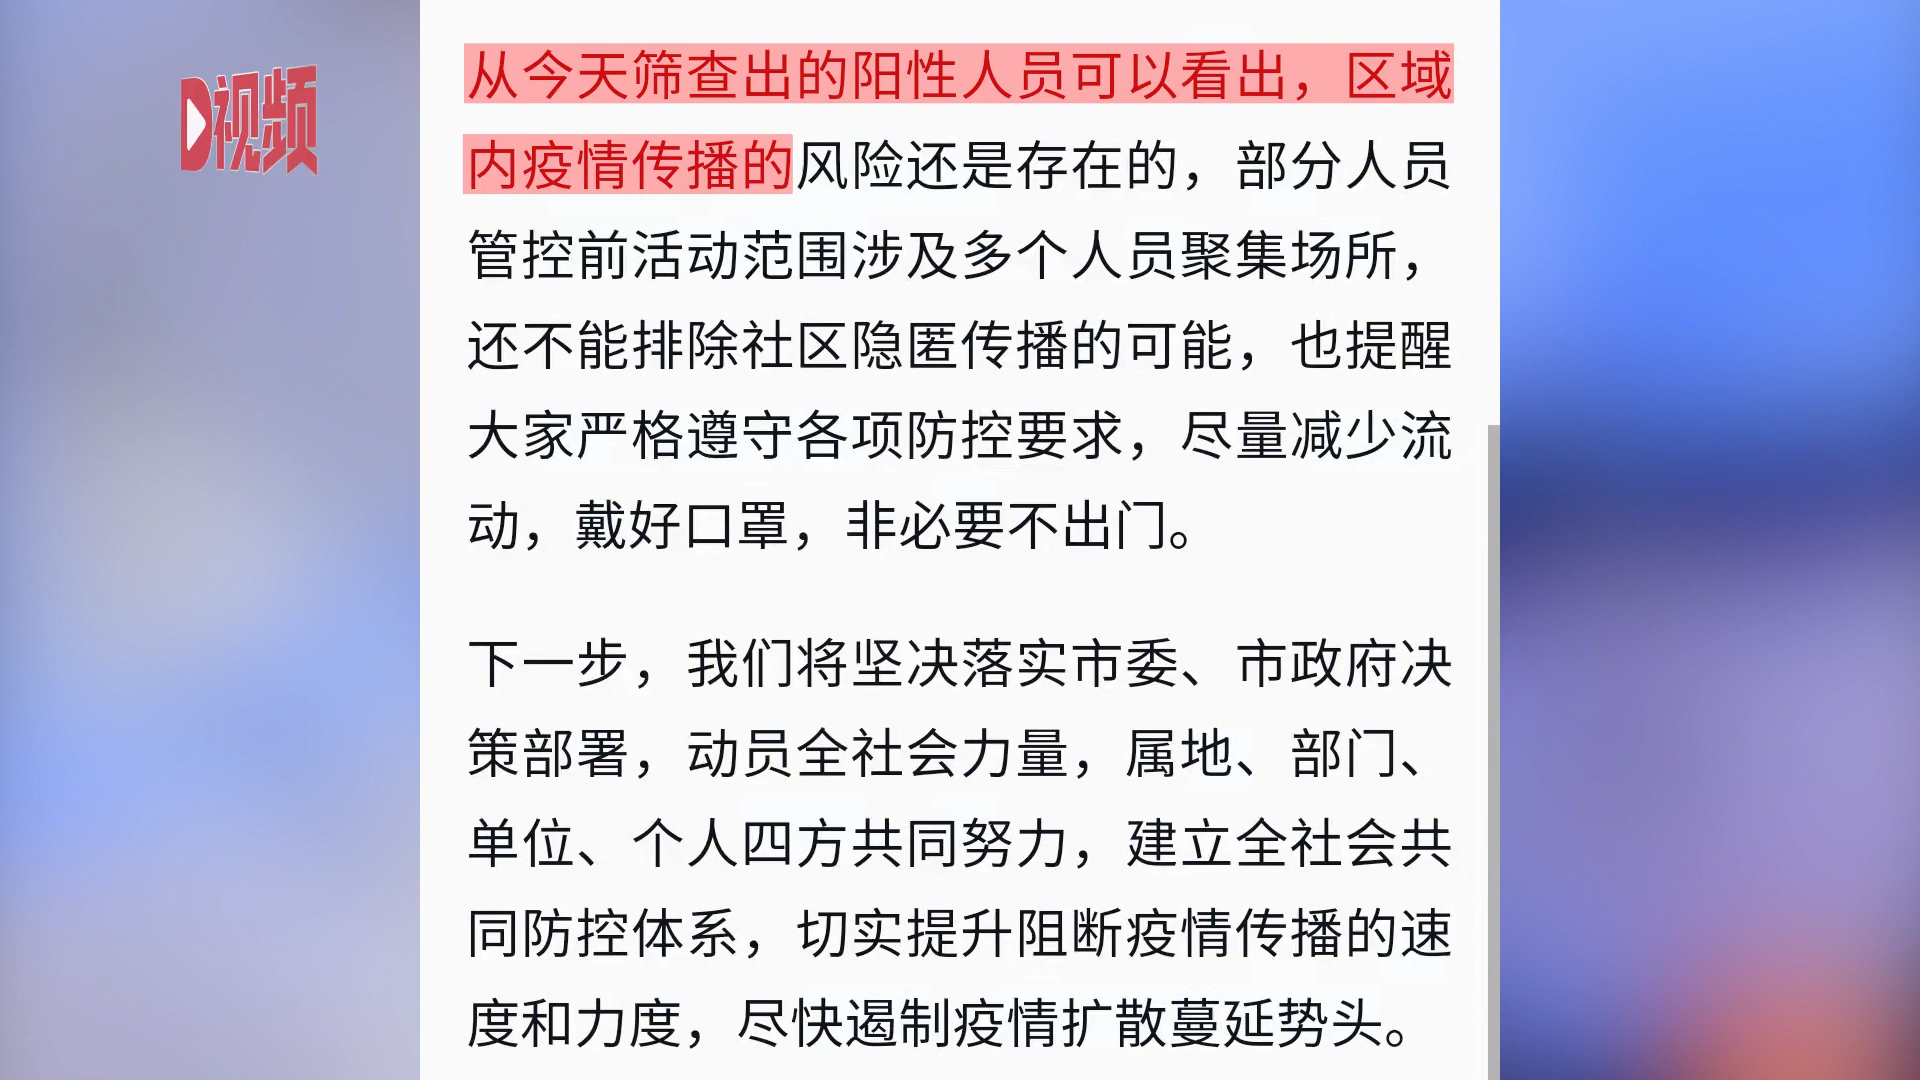 D视频
从今天筛查出的阳性人员可以看出，区域
内疫情传播的风险还是存在的，部分人员
管控前活动范围涉及多个人员聚集场所，
还不能排除社区隐匿传播的可能，也提醒
大家严格遵守各项防控要求，尽量减少流
动，戴好口罩，非必要不出门。
下一步，我们将坚决落实市委、市政府决
策部署，动员全社会力量，属地、部门、
单位、个人四方共同努力，建立全社会共
同防控体系，切实提升阻断疫情传播的速
度和力度，尽快遏制疫情扩散蔓延势头。